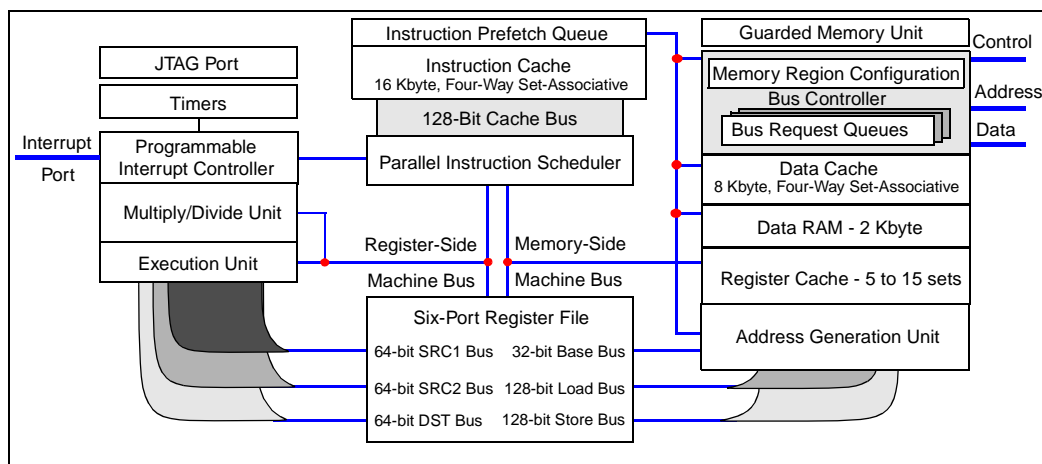 JTAG Port
Timers
Interrupt
Port
Programmable
Interrupt Controller
Multiply/Divide Unit
Execution Unit
Instruction Prefetch Queue
Instruction Cache
16 Kbyte, Four-Way Set-Associative
128-Bit Cache Bus
Parallel Instruction Scheduler
Register-Side
Machine Bus
Memory-Side
Machine Bus
Six-Port Register File
64-bit SRC1 Bus
32-bit Base Bus
64-bit SRC2 Bus
128-bit Load Bus
64-bit DST Bus
128-bit Store Bus
Guarded Memory Unit
Control
Memory Region Configuration
Bus Controller
Address
Bus Request Queues
Data
Data Cache
8 Kbyte, Four-Way Set-Associative
Data RAM - 2 Kbyte
Register Cache - 5 to 15 sets
Address Generation Unit